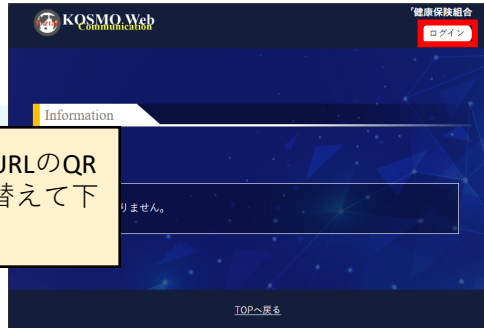 KOSMO Web
Communication
健康保険組合
ログイン
Information
URLのQR
替えて下
りません。
TOPへ戻る